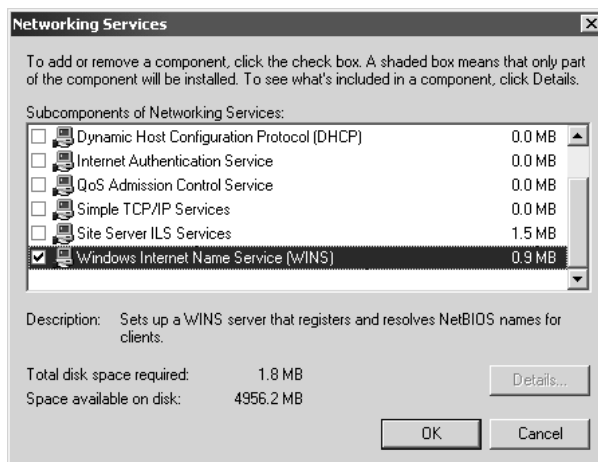 Networking Services
To add or remove a component, click the check box. A shaded box means that only part
of the component will be installed. To see what's included in a component, click Details.
Subcomponents of Networking Services:
Dynamic Host Configuration Protocol (DHCP) 0.0 MB
Internet Authentication Service 0.0 MB
QoS Admission Control Service 0.0 MB
Simple TCP/IP Services 0.0 MB
Site Server ILS Services 1.5 MB
Windows Internet Name Service (WINS) 0.9 MB
Description: Sets up a WINS server that registers and resolves NetBIOS names for
clients.
Total disk space required: 1.8 MB
Space available on disk: 4956.2 MB
Details...
OK Cancel